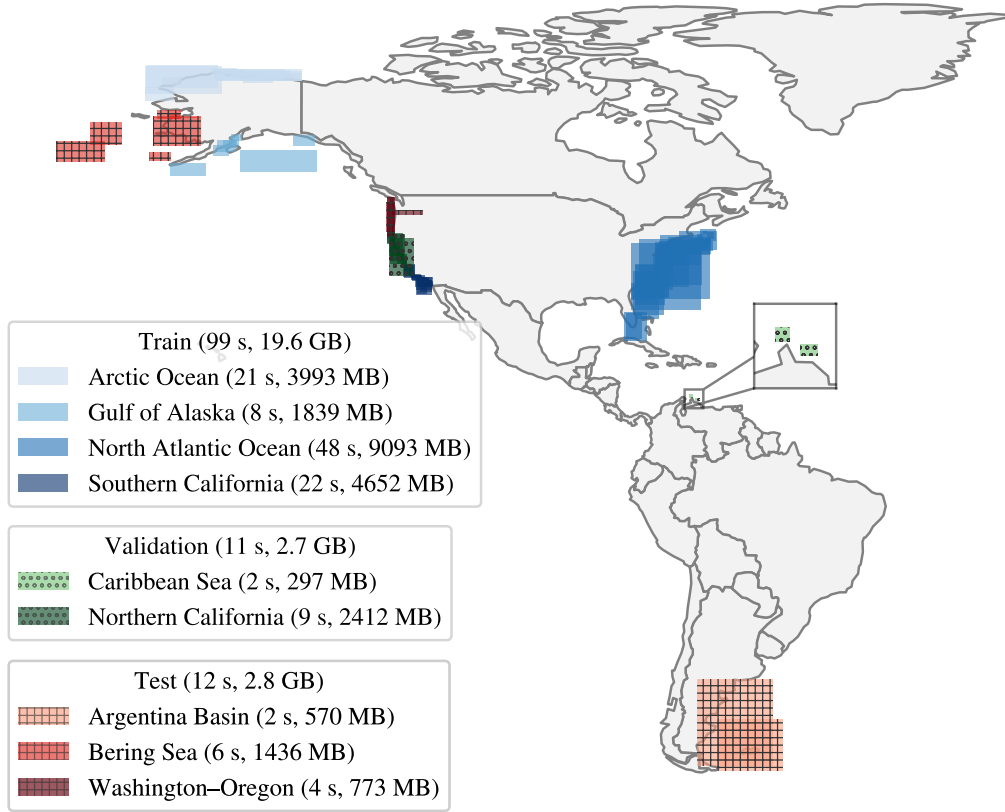 Train (99 s, 19.6 GB)
Arctic Ocean (21 s, 3993 MB)
Gulf of Alaska (8 s, 1839 MB)
North Atlantic Ocean (48 s, 9093 MB)
Southern California (22 s, 4652 MB)
Validation (11 s, 2.7 GB)
Caribbean Sea (2 s, 297 MB)
Northern California (9 s, 2412 MB)
Test (12 s, 2.8 GB)
Argentina Basin (2 s, 570 MB)
Bering Sea (6 s, 1436 MB)
Washington–Oregon (4 s, 773 MB)